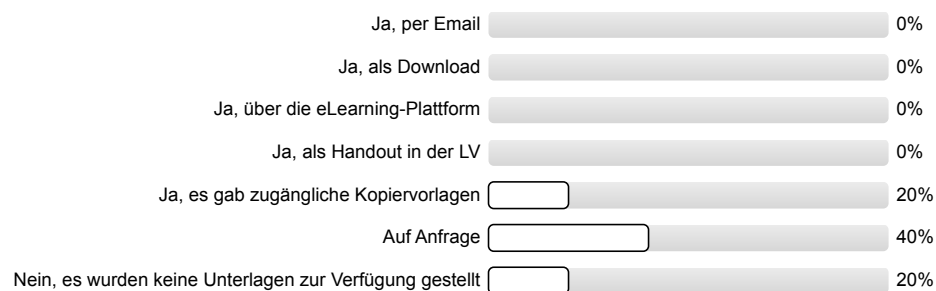 Ja, per Email 0%
Ja, als Download 0%
Ja, über die eLearning-Plattform 0%
Ja, als Handout in der LV 0%
Ja, es gab zugängliche Kopiervorlagen 20%
Auf Anfrage 40%
Nein, es wurden keine Unterlagen zur Verfügung gestellt 20%